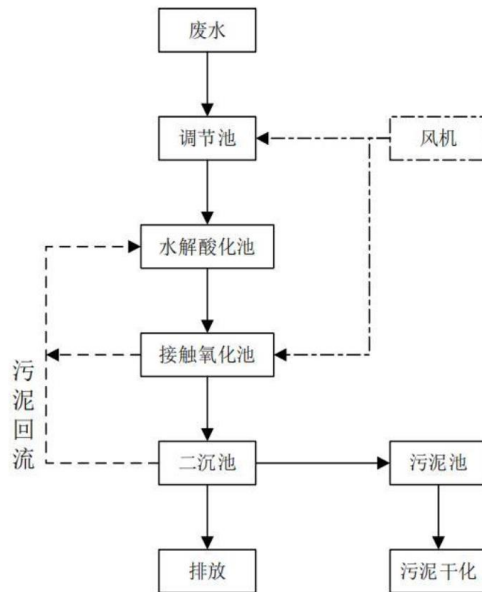 废水
调节池
风机
水解酸化池
接触氧化池
污泥回流
二沉池
污泥池
排放
污泥干化